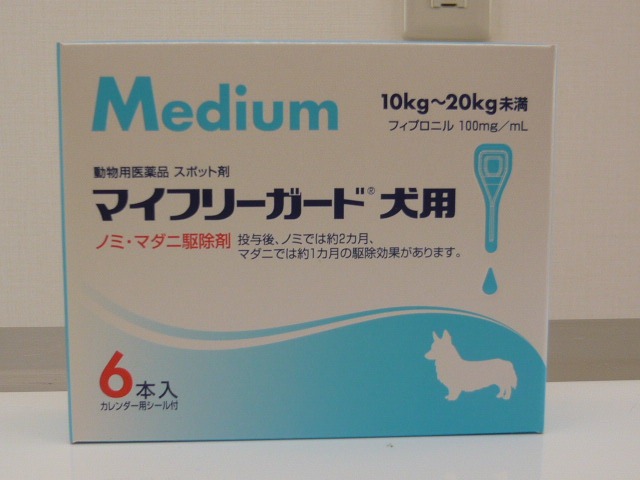 Medium
10kg～20kg未満
フィプロニル 100mg／mL
動物用医薬品 スポット剤
マイフリーガード® 犬用
ノミ・マダニ駆除剤
投与後、ノミでは約2カ月、
マダニでは約1カ月の駆除効果があります。
6本入
カレンダー用シール付